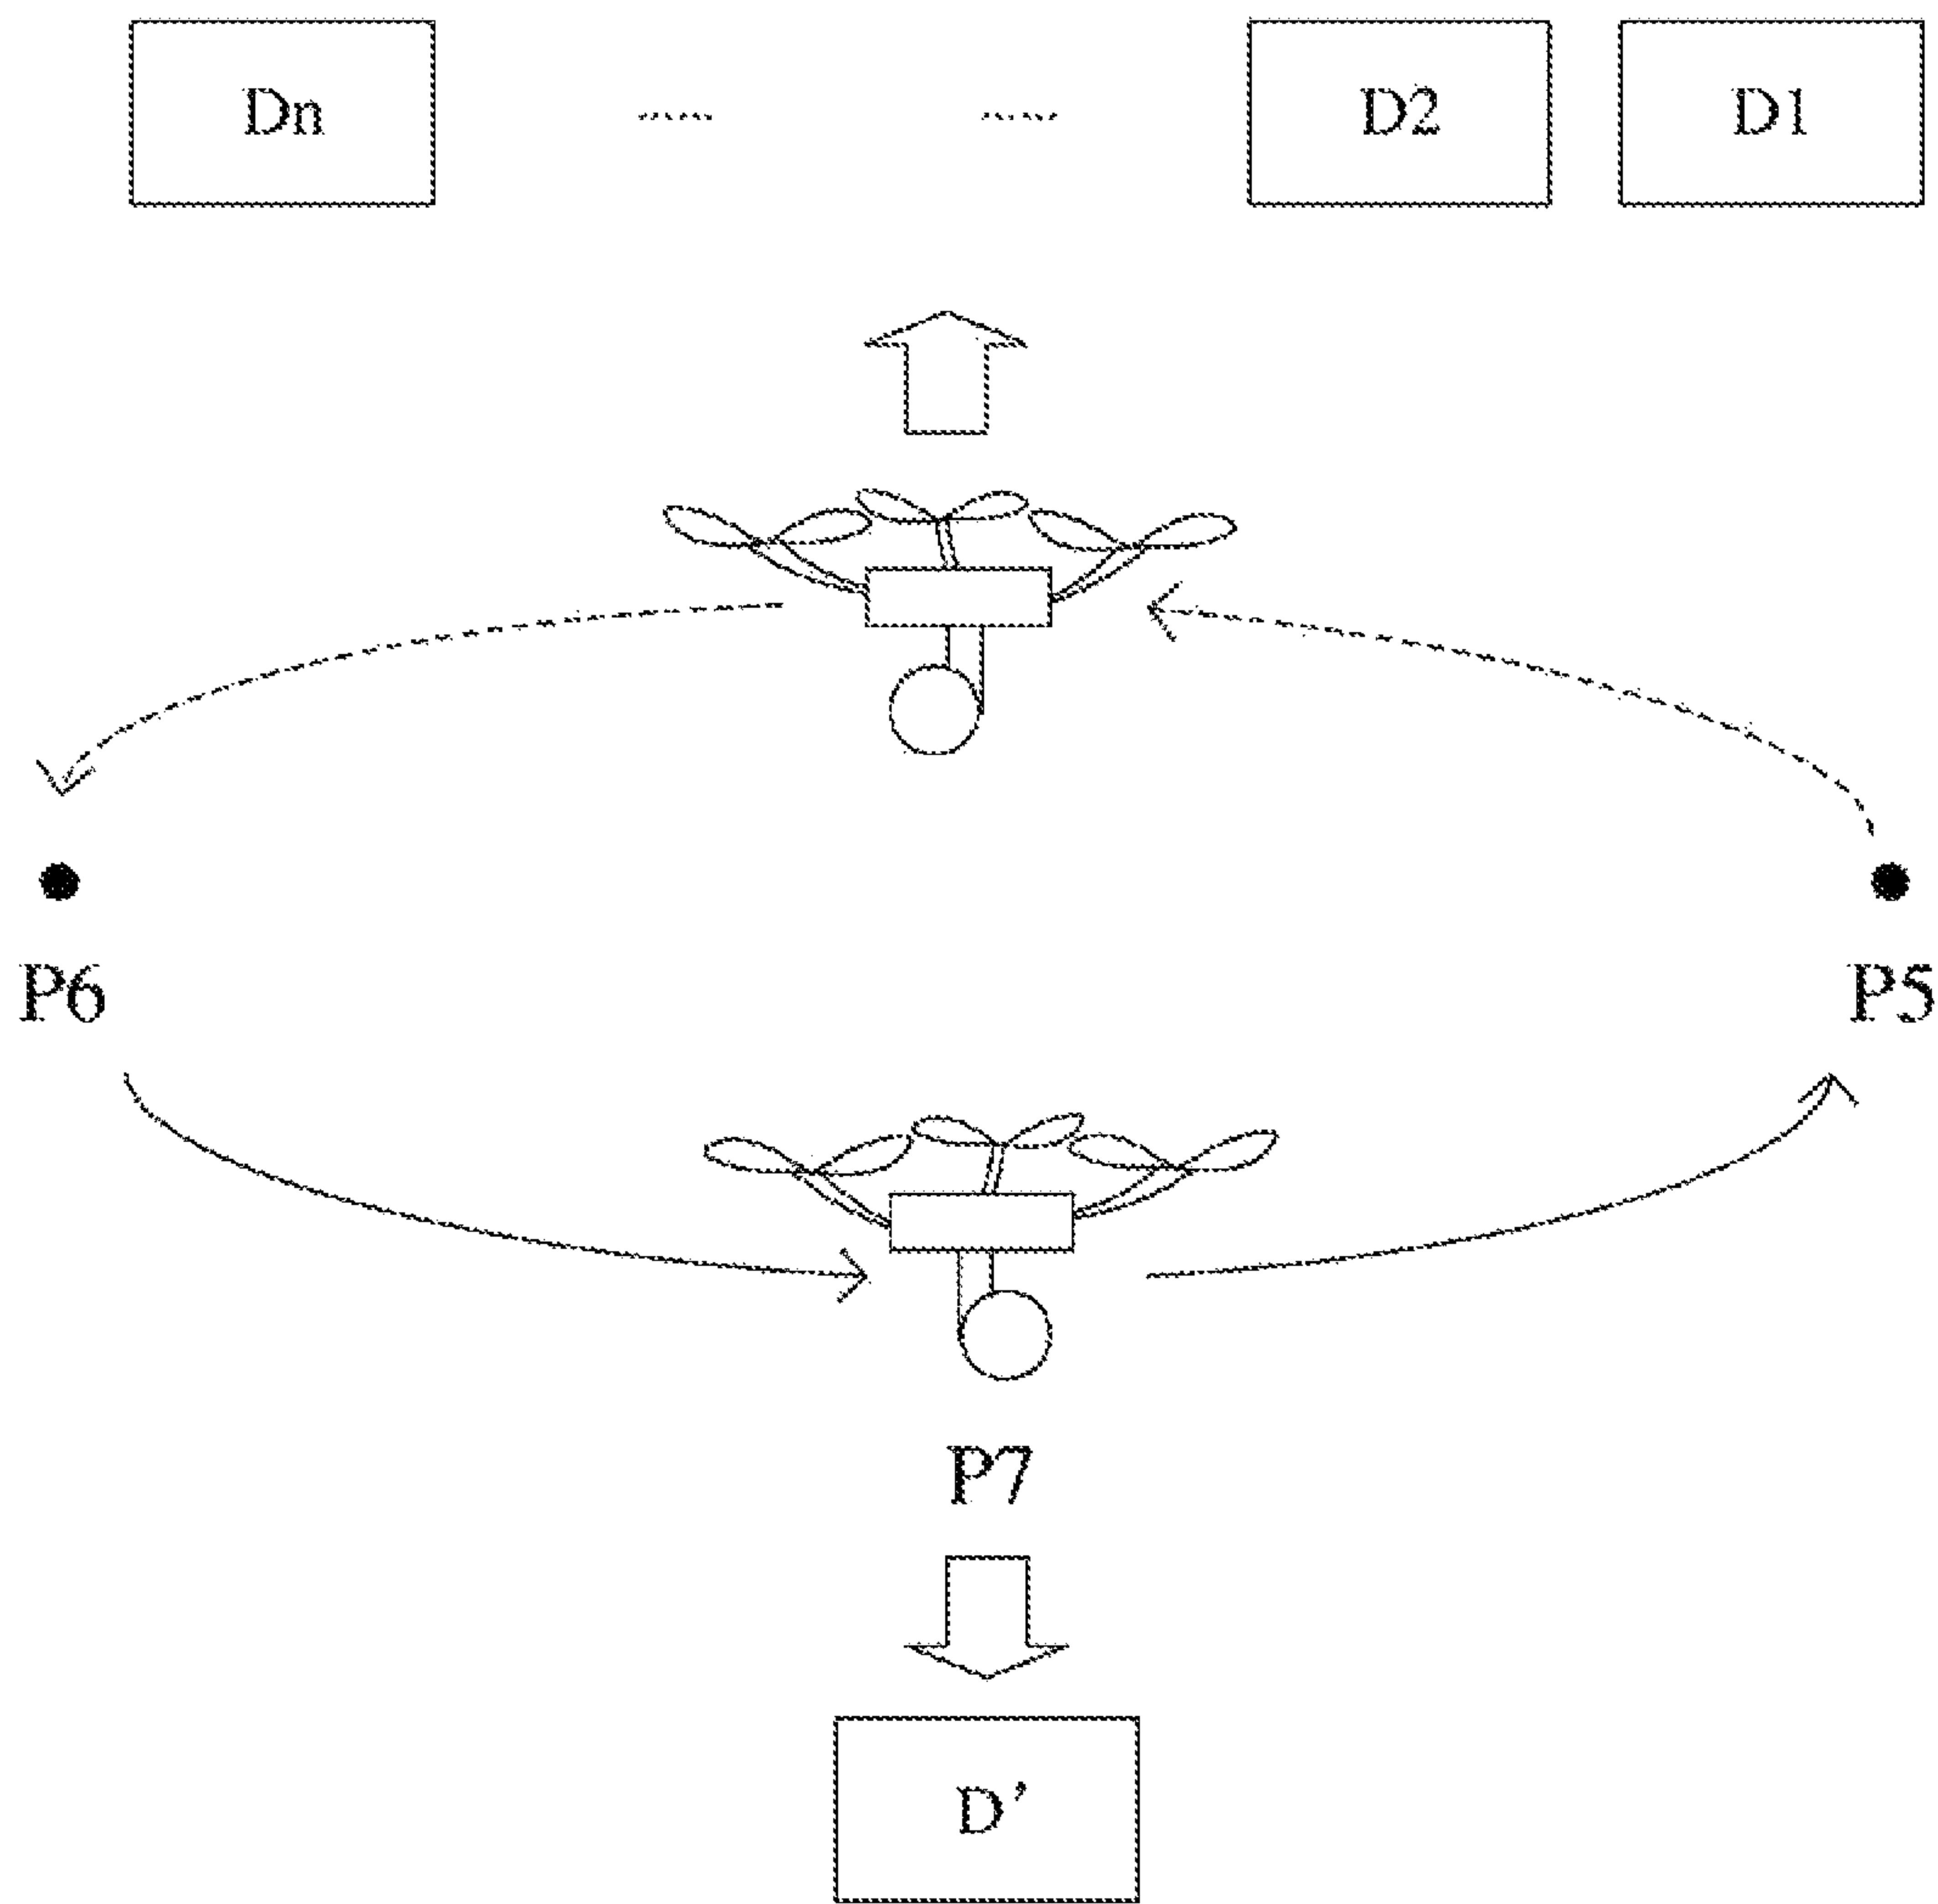 Dn ...... ...... D2 D1
P6 P5
P7
D’